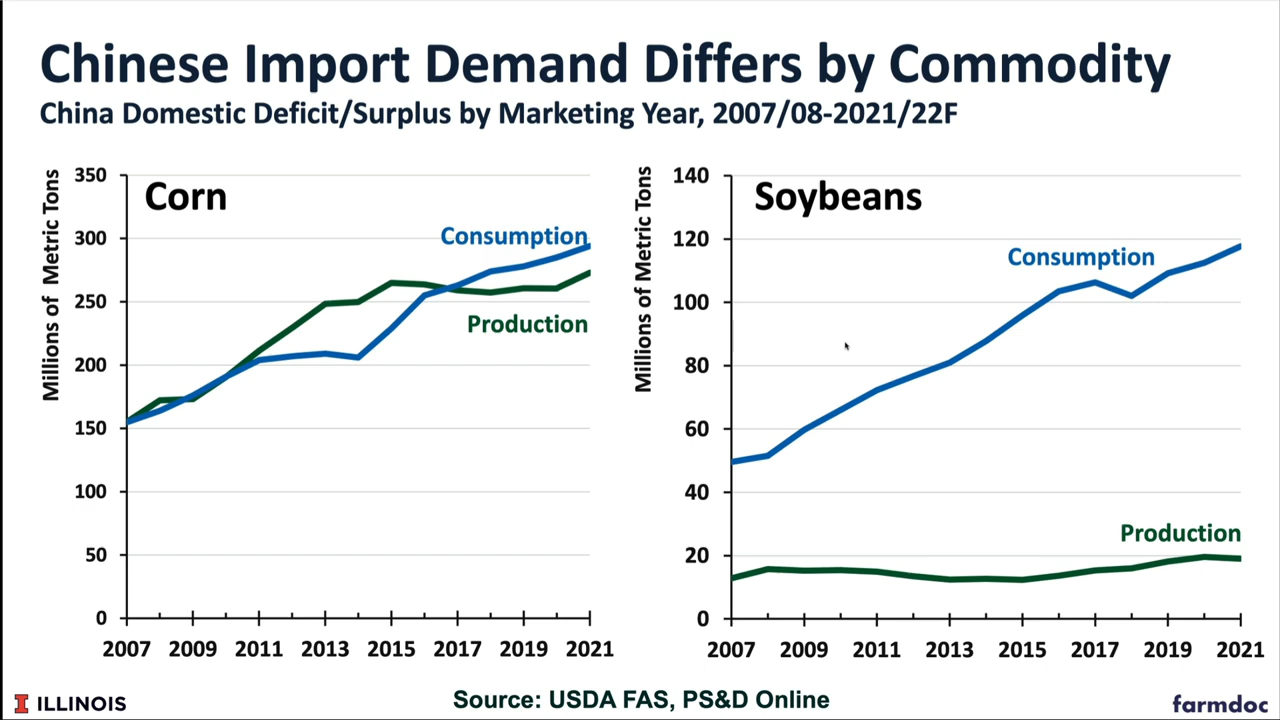 Chinese Import Demand Differs by Commodity
China Domestic Deficit/Surplus by Marketing Year, 2007/08-2021/22F
Millions of Metric Tons
Corn
350
300
250
200
150
100
50
0
Consumption
Production
2007 2009 2011 2013 2015 2017 2019 2021
Millions of Metric Tons
Soybeans
140
120
100
80
60
40
20
0
Consumption
Production
2007 2009 2011 2013 2015 2017 2019 2021
I ILLINOIS
Source: USDA FAS, PS&D Online
farmdoc